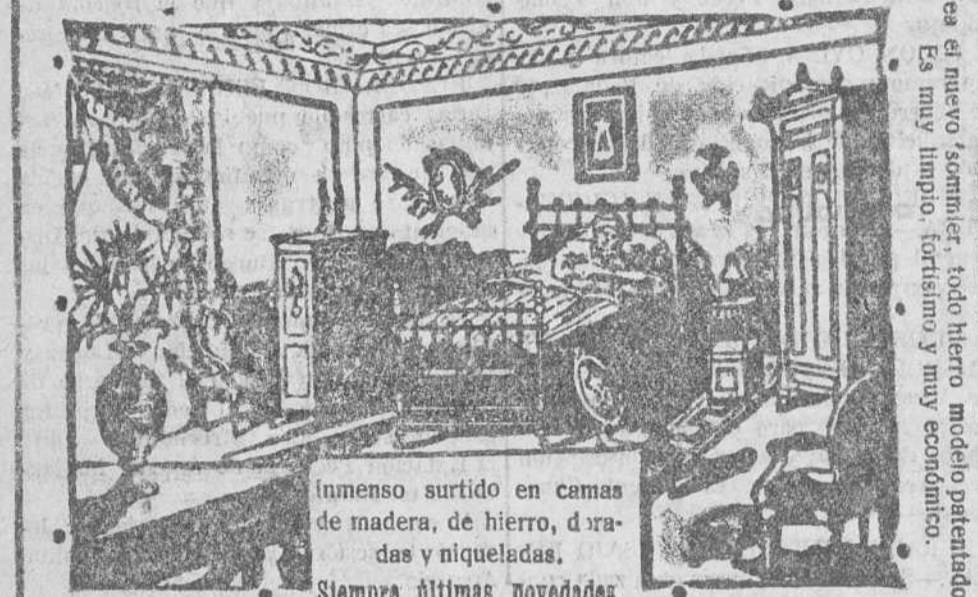 ea el nuevo 'sommier, todo hierro modelo patentado
Es muy limpio, fortísimo y muy económico.
inmenso surtido en camas
de madera, de hierro, dora-
das y niqueladas.
Siempre últimas novedades